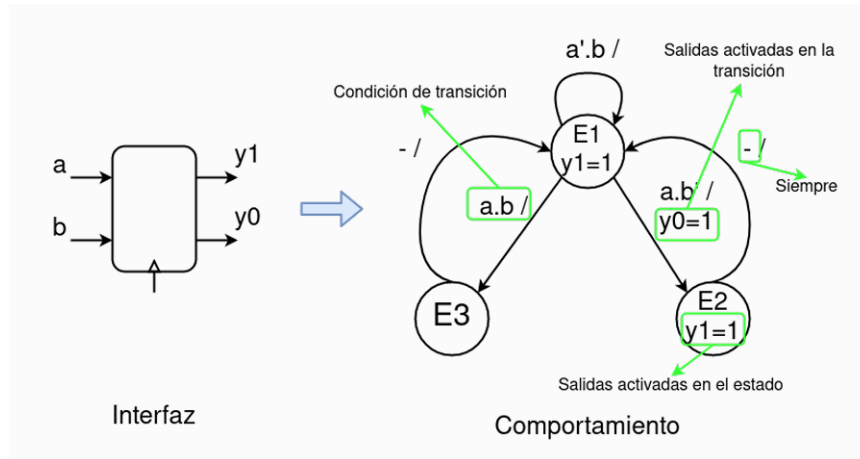 a'.b /
Salidas activadas en la
transición
Condición de transición
E1
y1=1
- /
- /
Siempre
a
b
y1
y0
a.b /
a.b' /
y0=1
E3
E2
y1=1
Salidas activadas en el estado
Interfaz
Comportamiento